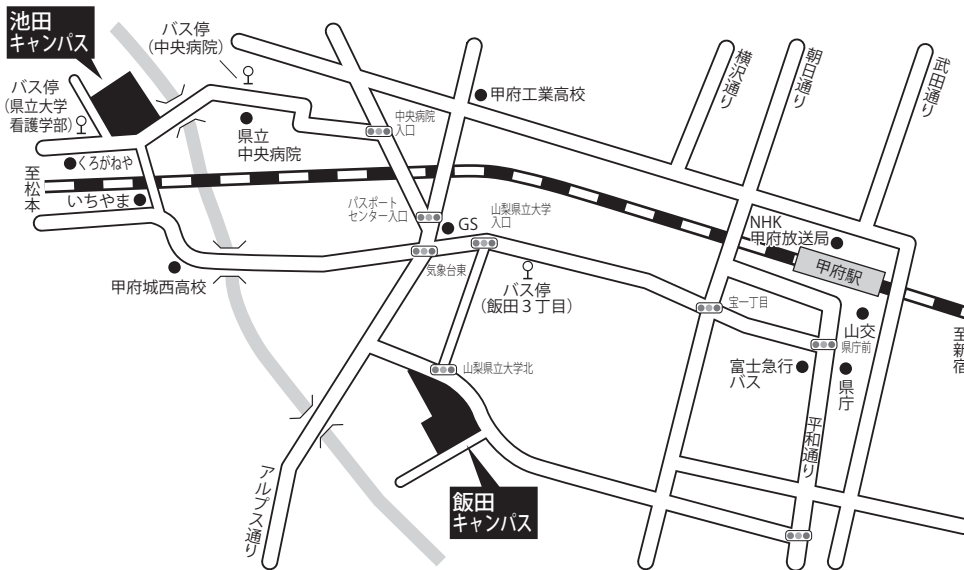 池田
キャンパス
バス停
(中央病院)
バス停
(県立大学
看護学部)
くろがねや
至松本
いちやま
甲府城西高校
県立
中央病院
中央病院
入口
甲府工業高校
パスポート
センター入口
GS
山梨県立大学
入口
気象台東
バス停
(飯田3丁目)
山梨県立大学北
飯田
キャンパス
アルプス通り
横沢通り
朝日通り
武田通り
NHK
甲府放送局
甲府駅
宝一丁目
山交
県庁前
至新宿
富士急行
バス
県庁
平和通り